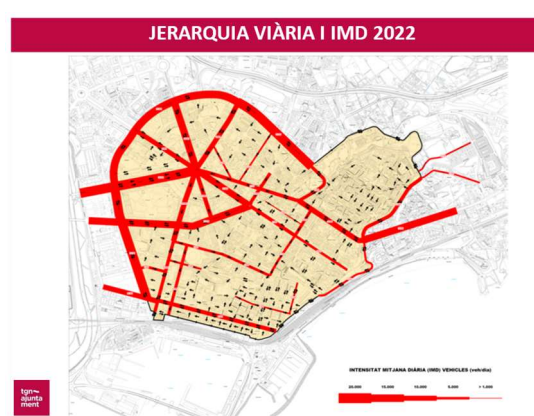 JERARQUIA VIÀRIA I IMD 2022
INTENSITAT MITJANA DIÀRIA (IMD) VEHICLES (veh/dia)
20.000 15.000 10.000 5.000 < 1.000
tgn~
ajunta
ment